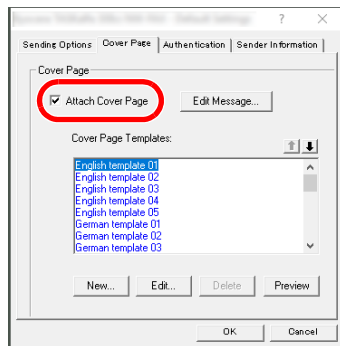 Default Settings
? ×
Sending Options Cover Page Authentication Sender Information
Cover Page
Attach Cover Page Edit Message...
Cover Page Templates:
English template 01
English template 02
English template 03
English template 04
English template 05
German template 01
German template 02
German template 03
New... Edit... Delete Preview
OK Cancel